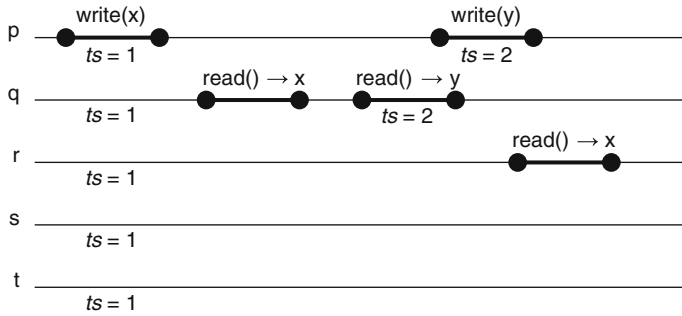 write(x) write(y)
p
ts = 1 ts = 2
read() → x read() → y
q
ts = 1 ts = 2
read() → x
r
ts = 1
s
ts = 1
t
ts = 1